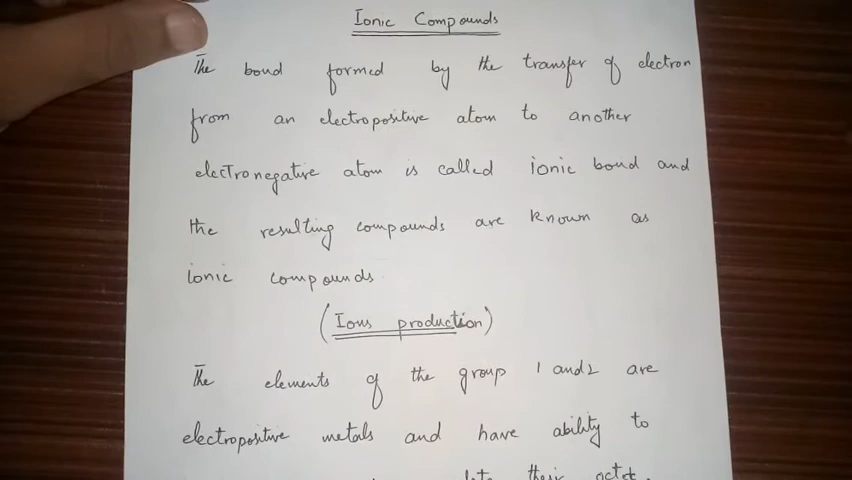 Ionic Compounds
The bond formed by the transfer of electron
from an electropositive atom to another
electronegative atom is called ionic bond and
the resulting compounds are known as
ionic compounds
(Ions production)
The elements of the group 1 and 2 are
electropositive metals and have ability to
their octet.